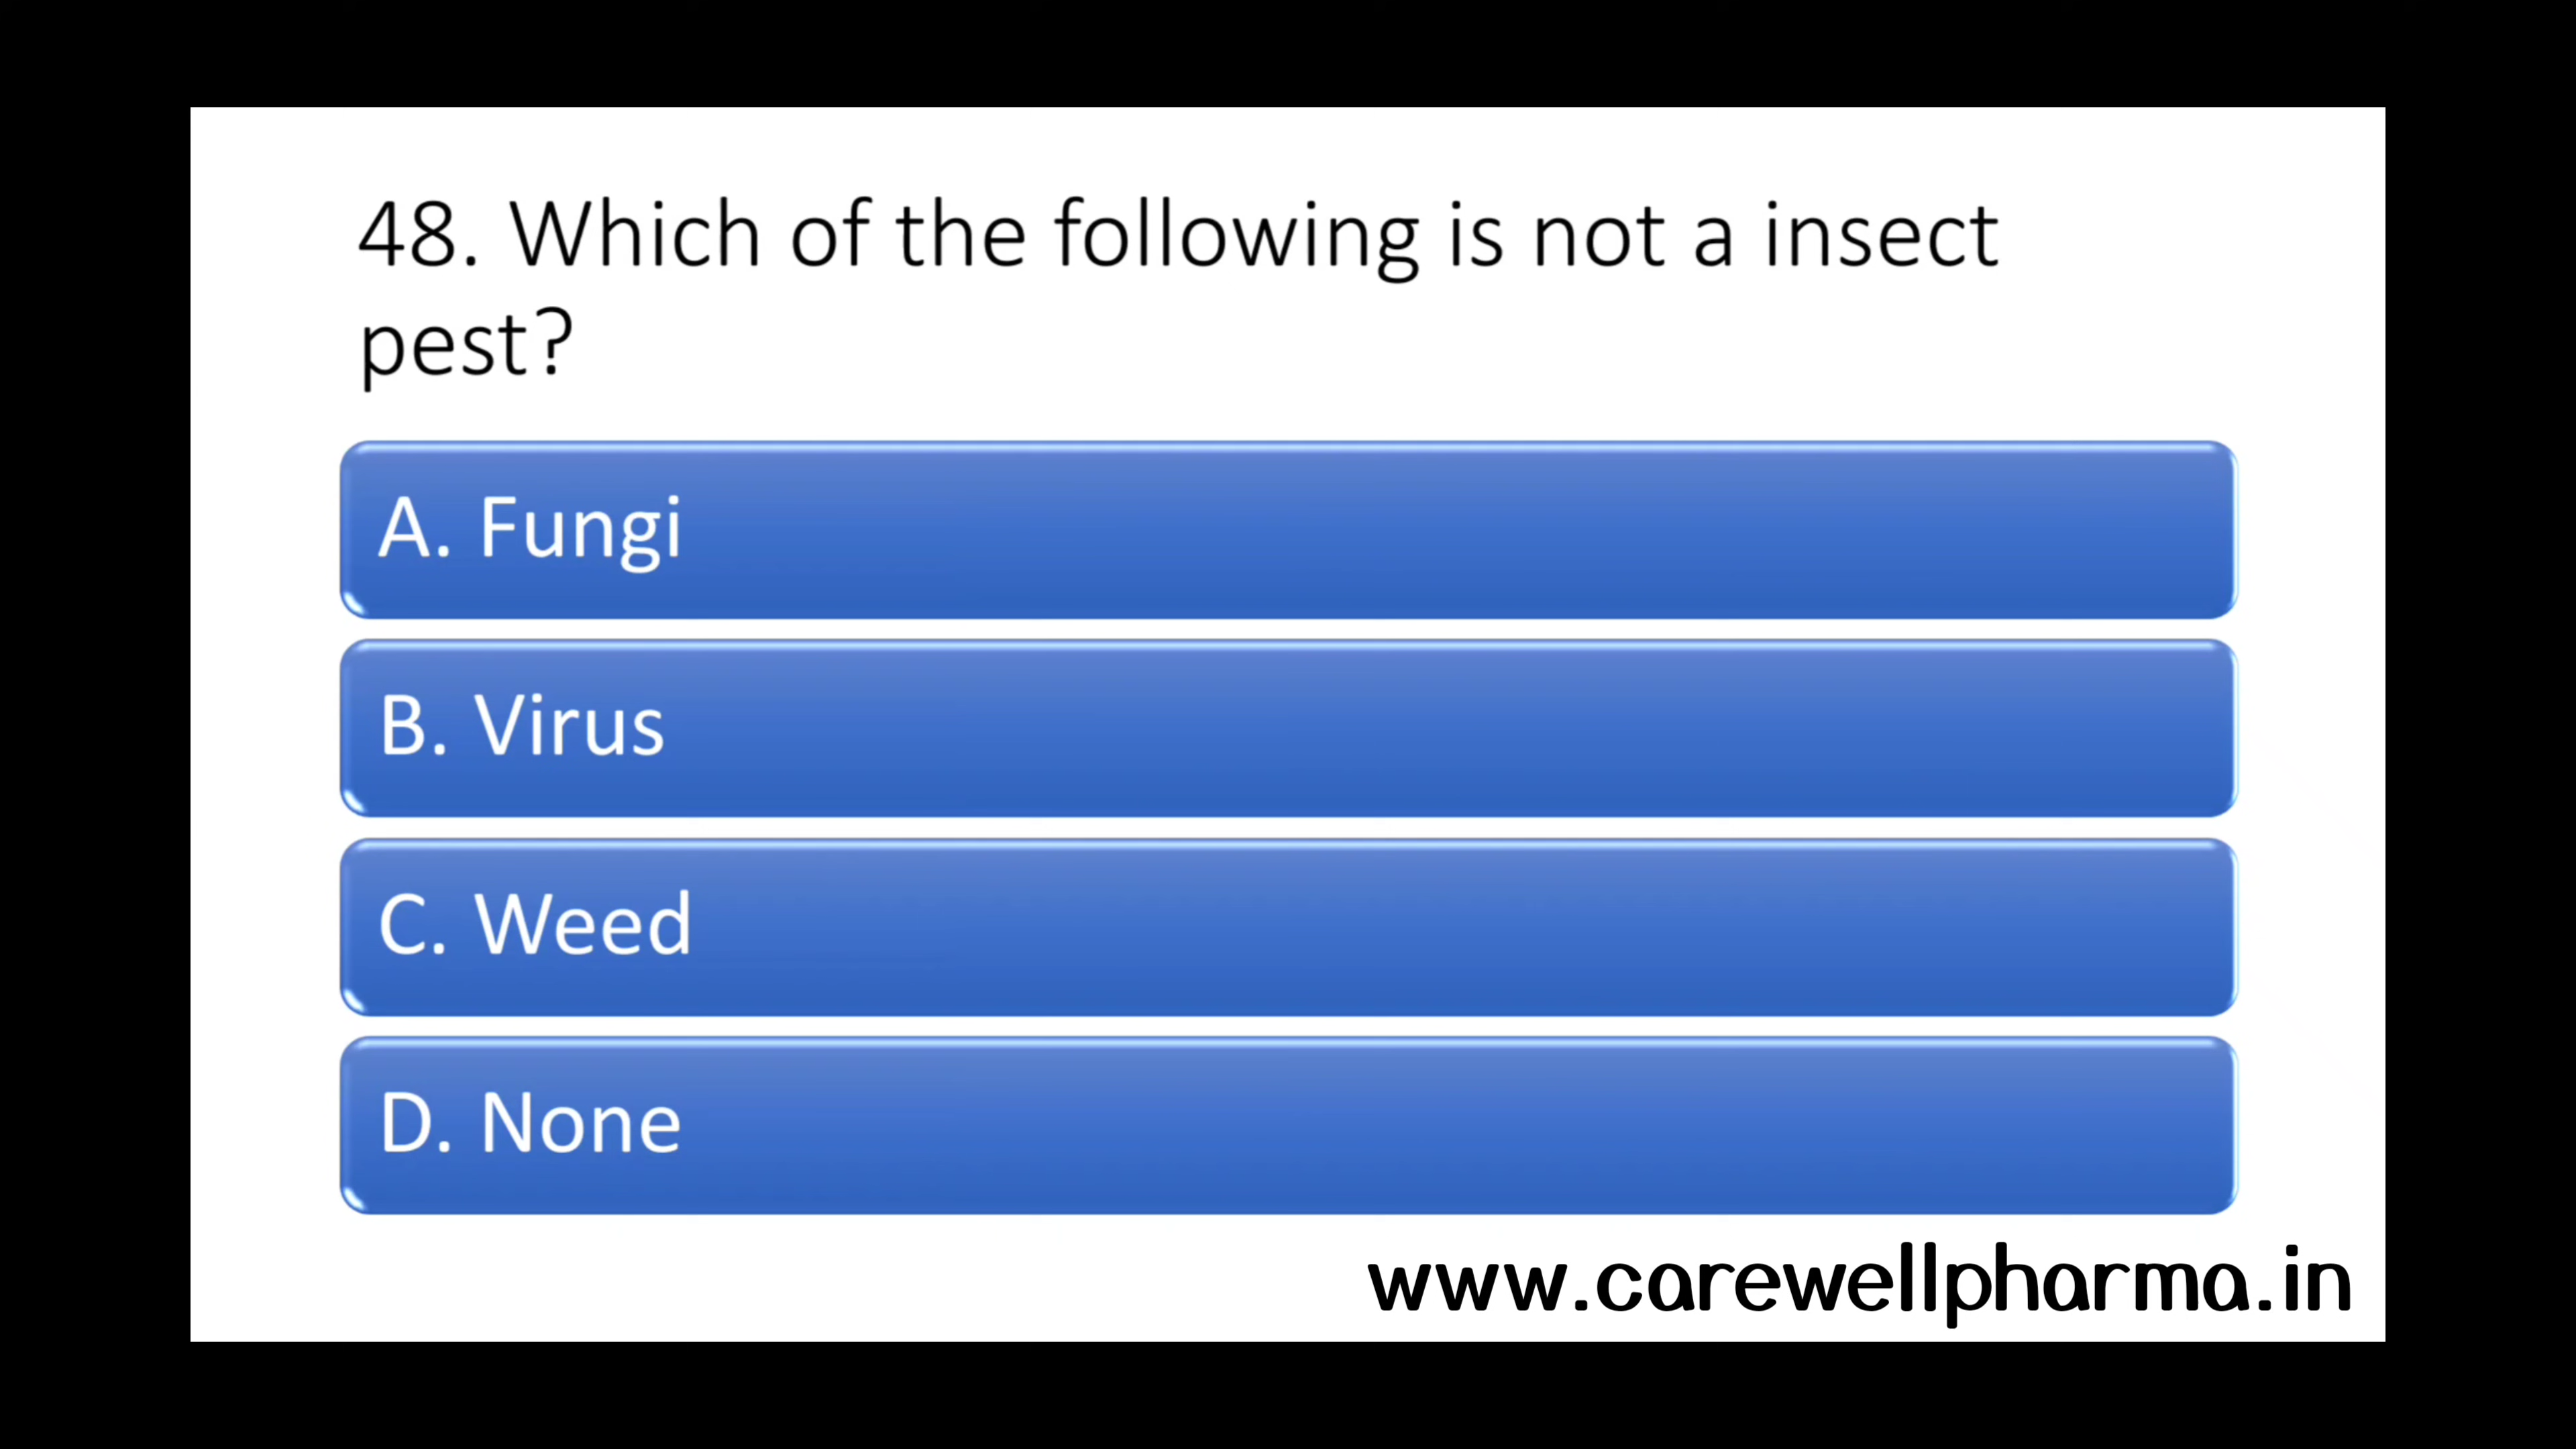 48. Which of the following is not a insect
pest?
A. Fungi
B. Virus
C. Weed
D. None
www.carewellpharma.in